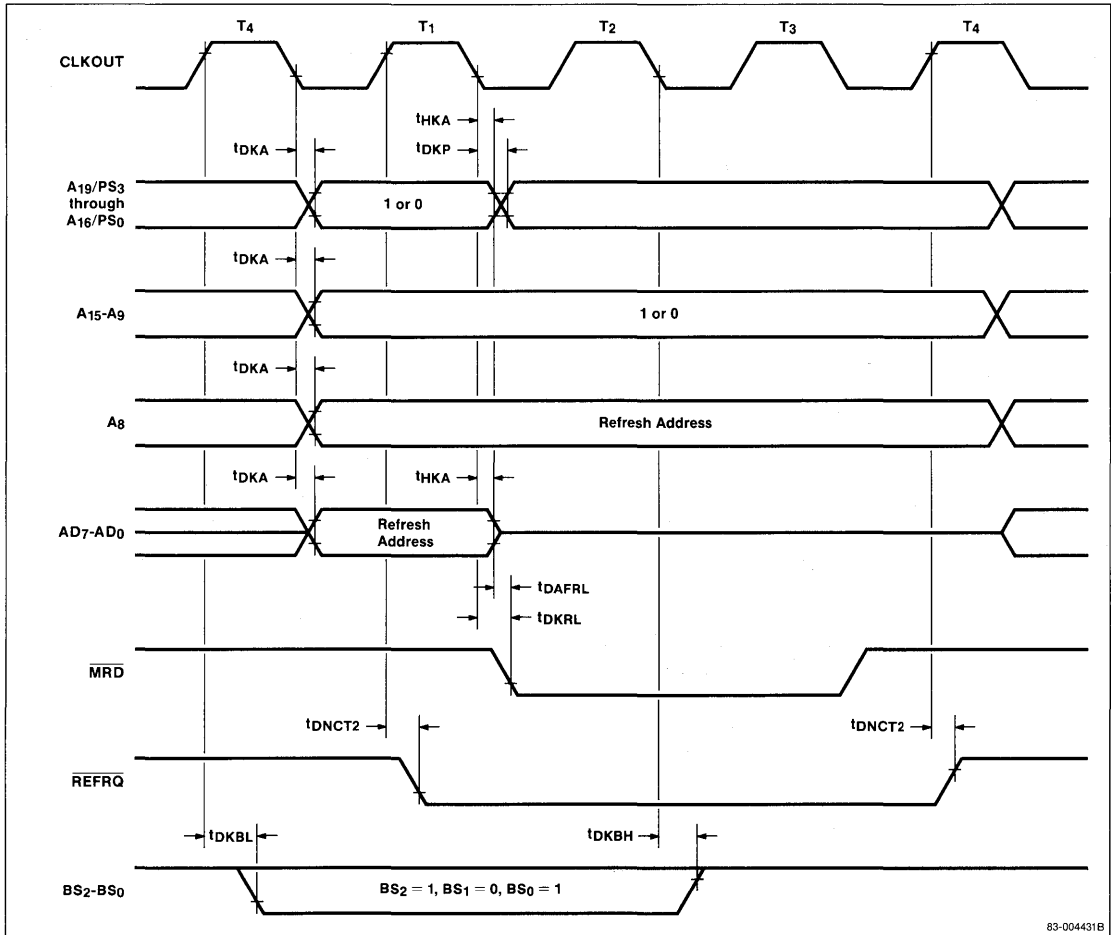 T4 T1 T2 T3 T4
CLKOUT
tHKA
tDKA tDKP
A19/PS3
through
A16/PS0
1 or 0
tDKA
A15-A9
1 or 0
tDKA
A8
Refresh Address
tDKA tHKA
AD7-AD0
Refresh
Address
tDAFRL
tDKRL
MRD
tDNCT2 tDNCT2
REFRQ
tDKBL tDKBH
BS2-BS0
BS2 = 1, BS1 = 0, BS0 = 1
83-004431B